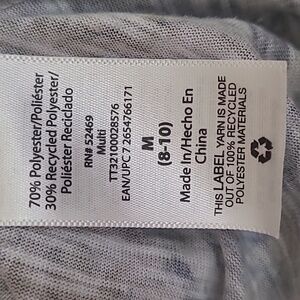 70% Polyester/Poliéster
30% Recycled Polyester/
Poliéster Reciclado
RN# 52469
Multi
TT32100028576
EAN/UPC 7 2654766171
M
(8-10)
Made In/Hecho En
China
THIS LABEL YARN IS MADE
OUT OF 100% RECYCLED
POLYESTER MATERIALS